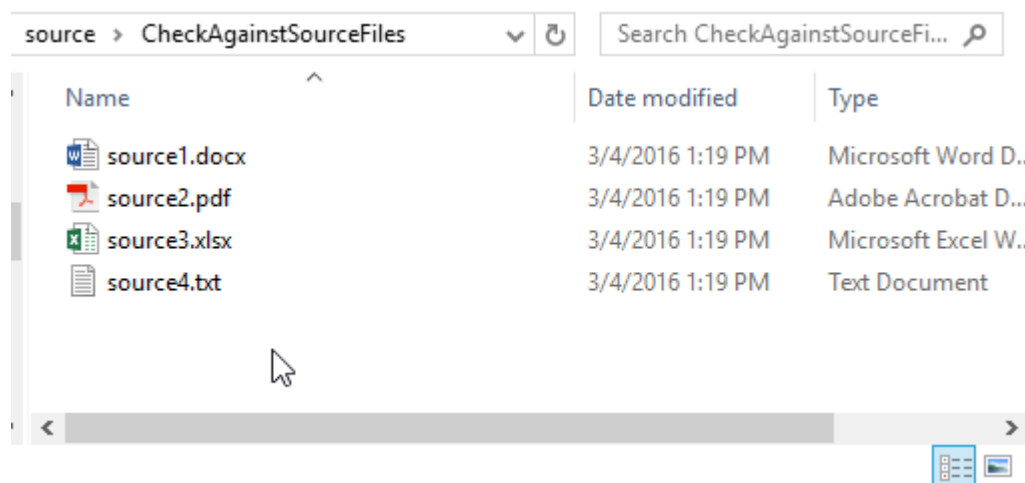 source > CheckAgainstSourceFiles Search CheckAgainstSourceFi...
Name Date modified Type
source1.docx 3/4/2016 1:19 PM Microsoft Word D...
source2.pdf 3/4/2016 1:19 PM Adobe Acrobat D...
source3.xlsx 3/4/2016 1:19 PM Microsoft Excel W...
source4.txt 3/4/2016 1:19 PM Text Document